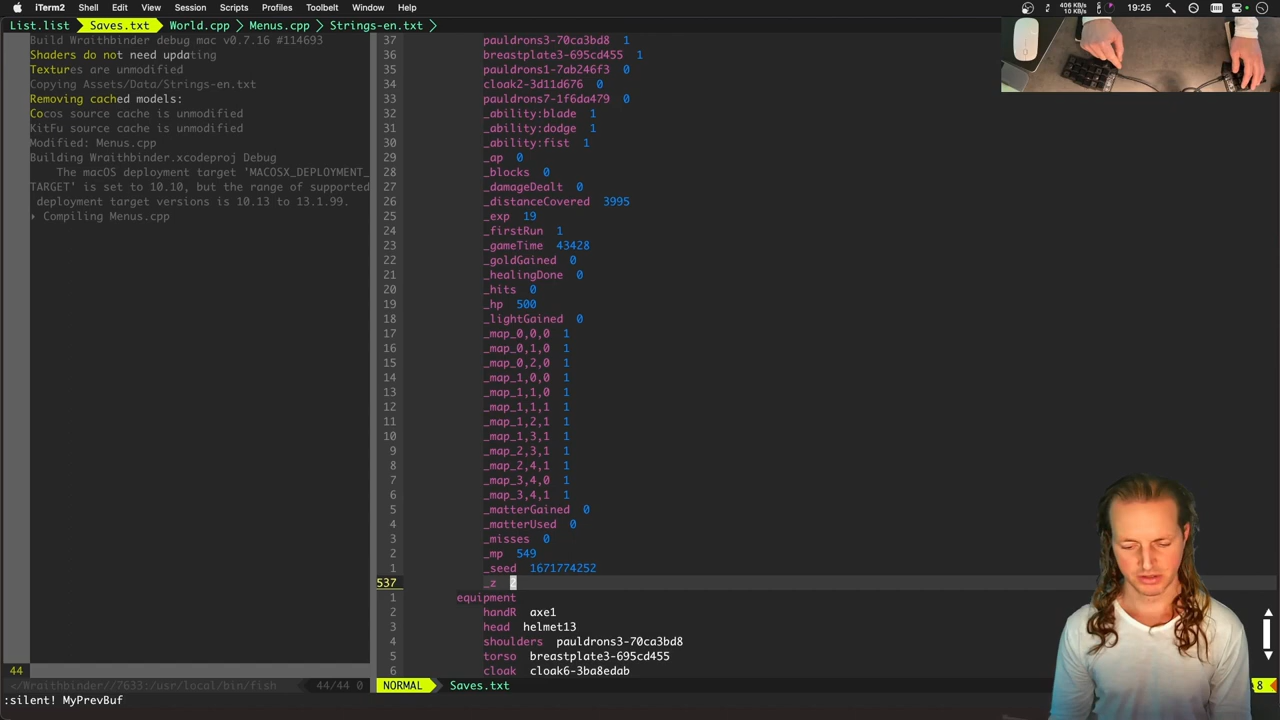 iTerm2 Shell Edit View Session Scripts Profiles Toolbelt Window Help
406 KB/s
10 KB/s
19:25
List.list Saves.txt World.cpp Menus.cpp Strings-en.txt
Build Wraithbinder debug mac v0.7.16 #114693
Shaders do not need updating
Textures are unmodified
Copying Assets/Data/Strings-en.txt
Removing cached models:
Cocos source cache is unmodified
KitFu source cache is unmodified
Modified: Menus.cpp
Building Wraithbinder.xcodeproj Debug
The macOS deployment target 'MACOSX_DEPLOYMENT_
TARGET' is set to 10.10, but the range of supported
deployment target versions is 10.13 to 13.1.99.
▸ Compiling Menus.cpp
44
</Wraithbinder//7633:/usr/local/bin/fish 44/44 0
37 pauldrons3-70ca3bd8 1
36 breastplate3-695cd455 1
35 pauldrons1-7ab246f3 0
34 cloak2-3d11d676 0
33 pauldrons7-1f6da479 0
32 _ability:blade 1
31 _ability:dodge 1
30 _ability:fist 1
29 _ap 0
28 _blocks 0
27 _damageDealt 0
26 _distanceCovered 3995
25 _exp 19
24 _firstRun 1
23 _gameTime 43428
22 _goldGained 0
21 _healingDone 0
20 _hits 0
19 _hp 500
18 _lightGained 0
17 _map_0,0,0 1
16 _map_0,1,0 1
15 _map_0,2,0 1
14 _map_1,0,0 1
13 _map_1,1,0 1
12 _map_1,1,1 1
11 _map_1,2,1 1
10 _map_1,3,1 1
9 _map_2,3,1 1
8 _map_2,4,1 1
7 _map_3,4,0 1
6 _map_3,4,1 1
5 _matterGained 0
4 _matterUsed 0
3 _misses 0
2 _mp 549
1 _seed 1671774252
537 _z 2
1 equipment
2 handR axe1
3 head helmet13
4 shoulders pauldrons3-70ca3bd8
5 torso breastplate3-695cd455
6 cloak cloak6-3ba8edab
NORMAL Saves.txt
:silent! MyPrevBuf